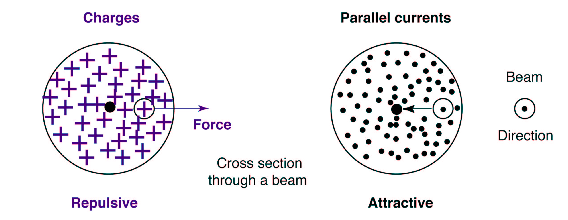 Charges
Parallel currents
Beam
Force
Direction
Cross section
through a beam
Repulsive
Attractive